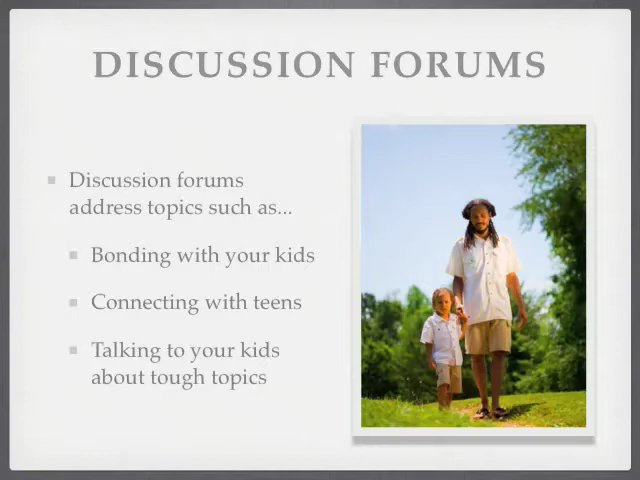 DISCUSSION FORUMS
Discussion forums
address topics such as...
Bonding with your kids
Connecting with teens
Talking to your kids
about tough topics